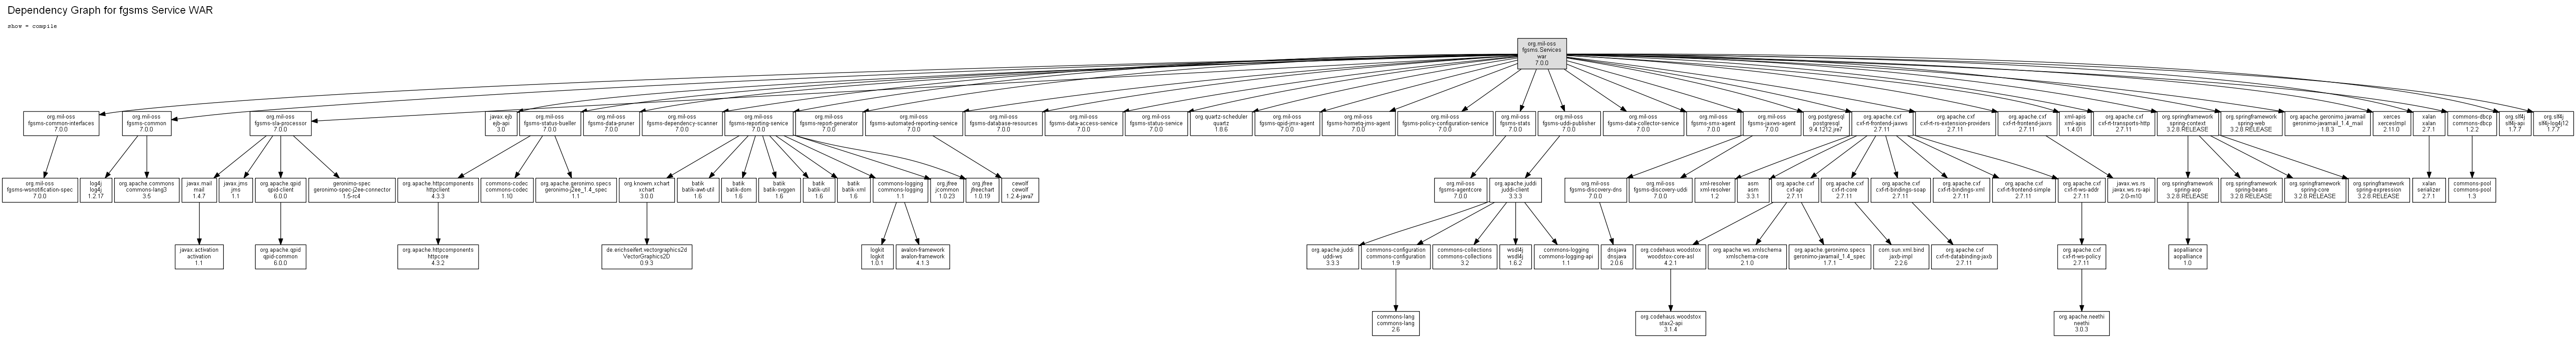 Dependency Graph for fgsms Service WAR
show = compile
org.mil-oss
fgsms.Services
war
7.0.0
org.mil-oss
fgsms-common-interfaces
7.0.0
org.mil-oss
fgsms-common
7.0.0
org.mil-oss
fgsms-sla-processor
7.0.0
javax.ejb
ejb-api
3.0
org.mil-oss
fgsms-status-bueller
7.0.0
org.mil-oss
fgsms-data-pruner
7.0.0
org.mil-oss
fgsms-dependency-scanner
7.0.0
org.mil-oss
fgsms-reporting-service
7.0.0
org.mil-oss
fgsms-report-generator
7.0.0
org.mil-oss
fgsms-automated-reporting-service
7.0.0
org.mil-oss
fgsms-database-resources
7.0.0
org.mil-oss
fgsms-data-access-service
7.0.0
org.mil-oss
fgsms-status-service
7.0.0
org.quartz-scheduler
quartz
1.8.6
org.mil-oss
fgsms-qpid-jmx-agent
7.0.0
org.mil-oss
fgsms-hornetq-jms-agent
7.0.0
org.mil-oss
fgsms-policy-configuration-service
7.0.0
org.mil-oss
fgsms-stats
7.0.0
org.mil-oss
fgsms-uddi-publisher
7.0.0
org.mil-oss
fgsms-data-collector-service
7.0.0
org.mil-oss
fgsms-smx-agent
7.0.0
org.mil-oss
fgsms-jaxws-agent
7.0.0
org.postgresql
postgresql
9.4.1212.jre7
org.apache.cxf
cxf-rt-frontend-jaxws
2.7.11
org.apache.cxf
cxf-rt-rs-extension-providers
2.7.11
org.apache.cxf
cxf-rt-frontend-jaxrs
2.7.11
xml-apis
xml-apis
1.4.01
org.apache.cxf
cxf-rt-transports-http
2.7.11
org.springframework
spring-context
3.2.8.RELEASE
org.springframework
spring-web
3.2.8.RELEASE
org.apache.geronimo.javamail
geronimo-javamail_1.4_mail
1.8.3
xerces
xercesImpl
2.11.0
xalan
xalan
2.7.1
commons-dbcp
commons-dbcp
1.2.2
org.slf4j
slf4j-api
1.7.7
org.slf4j
slf4j-log4j12
1.7.7
org.mil-oss
fgsms-wsnotification-spec
7.0.0
log4j
log4j
1.2.17
org.apache.commons
commons-lang3
3.5
javax.mail
mail
1.4.7
javax.jms
jms
1.1
org.apache.qpid
qpid-client
6.0.0
geronimo-spec
geronimo-spec-j2ee-connector
1.5-rc4
org.apache.httpcomponents
httpclient
4.3.3
commons-codec
commons-codec
1.10
org.apache.geronimo.specs
geronimo-j2ee_1.4_spec
1.1
org.knowm.xchart
xchart
3.0.0
batik
batik-awt-util
1.6
batik
batik-dom
1.6
batik
batik-svggen
1.6
batik
batik-util
1.6
batik
batik-xml
1.6
commons-logging
commons-logging
1.1
org.jfree
jcommon
1.0.23
org.jfree
jfreechart
1.0.19
cewolf
cewolf
1.2.4-java7
org.mil-oss
fgsms-agentcore
7.0.0
org.apache.juddi
juddi-client
3.3.3
org.mil-oss
fgsms-discovery-dns
7.0.0
org.mil-oss
fgsms-discovery-uddi
7.0.0
xml-resolver
xml-resolver
1.2
asm
asm
3.3.1
org.apache.cxf
cxf-api
2.7.11
org.apache.cxf
cxf-rt-core
2.7.11
org.apache.cxf
cxf-rt-bindings-soap
2.7.11
org.apache.cxf
cxf-rt-bindings-xml
2.7.11
org.apache.cxf
cxf-rt-frontend-simple
2.7.11
org.apache.cxf
cxf-rt-ws-addr
2.7.11
javax.ws.rs
javax.ws.rs-api
2.0-m10
org.springframework
spring-aop
3.2.8.RELEASE
org.springframework
spring-beans
3.2.8.RELEASE
org.springframework
spring-core
3.2.8.RELEASE
org.springframework
spring-expression
3.2.8.RELEASE
xalan
serializer
2.7.1
commons-pool
commons-pool
1.3
javax.activation
activation
1.1
org.apache.qpid
qpid-common
6.0.0
org.apache.httpcomponents
httpcore
4.3.2
de.erichseifert.vectorgraphics2d
VectorGraphics2D
0.9.3
logkit
logkit
1.0.1
avalon-framework
avalon-framework
4.1.3
org.apache.juddi
uddi-ws
3.3.3
commons-configuration
commons-configuration
1.9
commons-collections
commons-collections
3.2
wsdl4j
wsdl4j
1.6.2
commons-logging
commons-logging-api
1.1
dnsjava
dnsjava
2.0.6
org.codehaus.woodstox
woodstox-core-asl
4.2.1
org.apache.ws.xmlschema
xmlschema-core
2.1.0
org.apache.geronimo.specs
geronimo-javamail_1.4_spec
1.7.1
com.sun.xml.bind
jaxb-impl
2.2.6
org.apache.cxf
cxf-rt-databinding-jaxb
2.7.11
org.apache.cxf
cxf-rt-ws-policy
2.7.11
aopalliance
aopalliance
1.0
commons-lang
commons-lang
2.6
org.codehaus.woodstox
stax2-api
3.1.4
org.apache.neethi
neethi
3.0.3